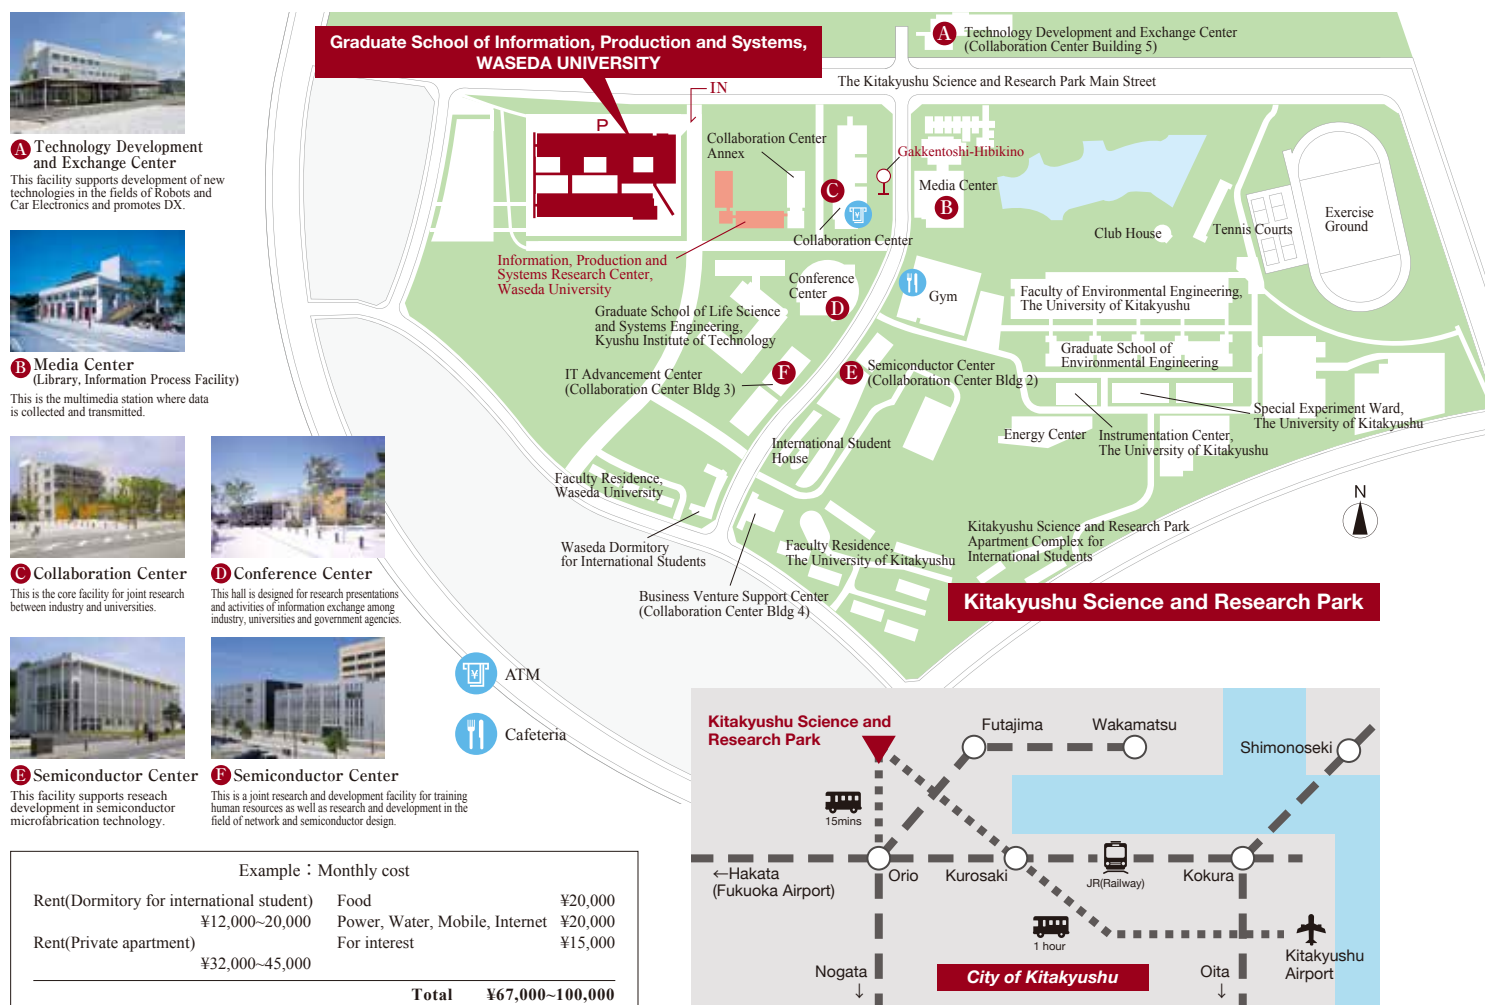 Graduate School of Information, Production and Systems,
WASEDA UNIVERSITY
A
Technology Development and Exchange Center
(Collaboration Center Building 5)
The Kitakyushu Science and Research Park Main Street
IN
P
Collaboration Center
Annex
Gakkentoshi-Hibikino
C
¥
Media Center
B
Collaboration Center
Club House
Tennis Courts
Exercise
Ground
Information, Production and
Systems Research Center,
Waseda University
Conference
Center
D
Gym
Faculty of Environmental Engineering,
The University of Kitakyushu
Graduate School of Life Science
and Systems Engineering,
Kyushu Institute of Technology
Graduate School of
Environmental Engineering
IT Advancement Center
(Collaboration Center Bldg 3)
F
E
Semiconductor Center
(Collaboration Center Bldg 2)
Special Experiment Ward,
The University of Kitakyushu
Energy Center
Instrumentation Center,
The University of Kitakyushu
International Student
House
Faculty Residence,
Waseda University
N
Waseda Dormitory
for International Students
Faculty Residence,
The University of Kitakyushu
Kitakyushu Science and Research Park
Apartment Complex for
International Students
Business Venture Support Center
(Collaboration Center Bldg 4)
Kitakyushu Science and Research Park
A Technology Development
and Exchange Center
This facility supports development of new
technologies in the fields of Robots and
Car Electronics and promotes DX.
B Media Center
(Library, Information Process Facility)
This is the multimedia station where data
is collected and transmitted.
C Collaboration Center
This is the core facility for joint research
between industry and universities.
D Conference Center
This hall is designed for research presentations
and activities of information exchange among
industry, universities and government agencies.
E Semiconductor Center
This facility supports reseach
development in semiconductor
microfabrication technology.
F Semiconductor Center
This is a joint research and development facility for training
human resources as well as research and development in the
field of network and semiconductor design.
¥ ATM
Cafeteria
Example：Monthly cost
Rent(Dormitory for international student)
¥12,000~20,000
Rent(Private apartment)
¥32,000~45,000
Food ¥20,000
Power, Water, Mobile, Internet ¥20,000
For interest ¥15,000
Total ¥67,000~100,000
Kitakyushu Science and
Research Park
Futajima
Wakamatsu
Shimonoseki
15mins
←Hakata
(Fukuoka Airport)
Orio
Kurosaki
JR(Railway)
Kokura
1 hour
Kitakyushu
Airport
Nogata
↓
City of Kitakyushu
Oita
↓